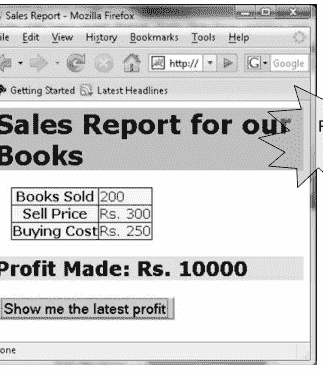 Sales Report - Mozilla Firefox
ile Edit View History Bookmarks Tools Help
http:// G Google
Getting Started Latest Headlines
Sales Report for our
Books
Books Sold 200
Sell Price Rs. 300
Buying Cost Rs. 250
Profit Made: Rs. 10000
Show me the latest profit
one